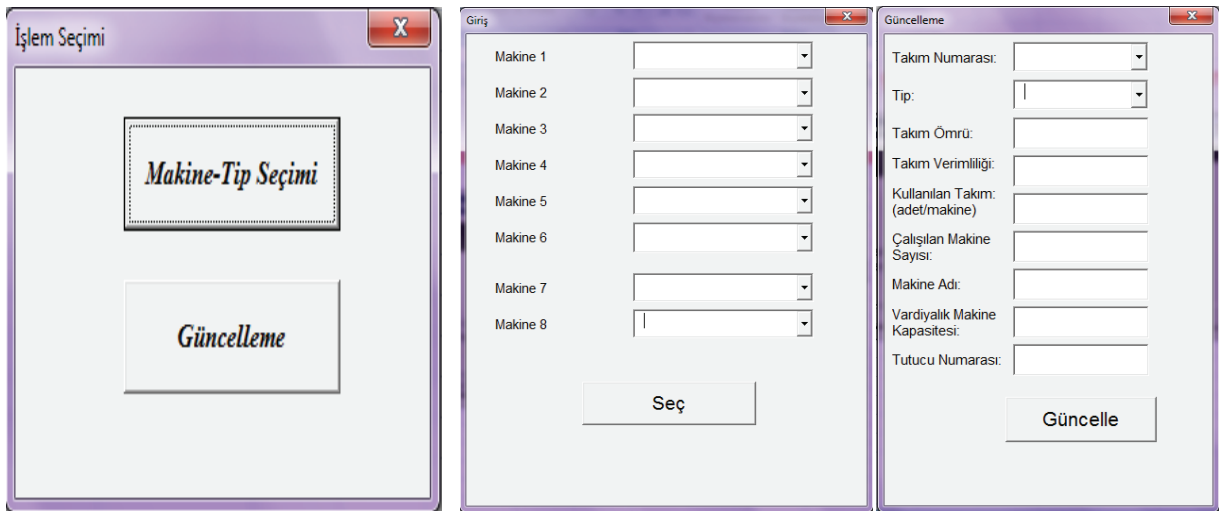 İşlem Seçimi
X
Makine-Tip Seçimi
Güncelleme
Giriş
x
Makine 1
Makine 2
Makine 3
Makine 4
Makine 5
Makine 6
Makine 7
Makine 8
Seç
Güncelleme
x
Takım Numarası:
Tip:
Takım Ömrü:
Takım Verimliliği:
Kullanılan Takım:
(adet/makine)
Çalışılan Makine
Sayısı:
Makine Adı:
Vardiyalık Makine
Kapasitesi:
Tutucu Numarası:
Güncelle